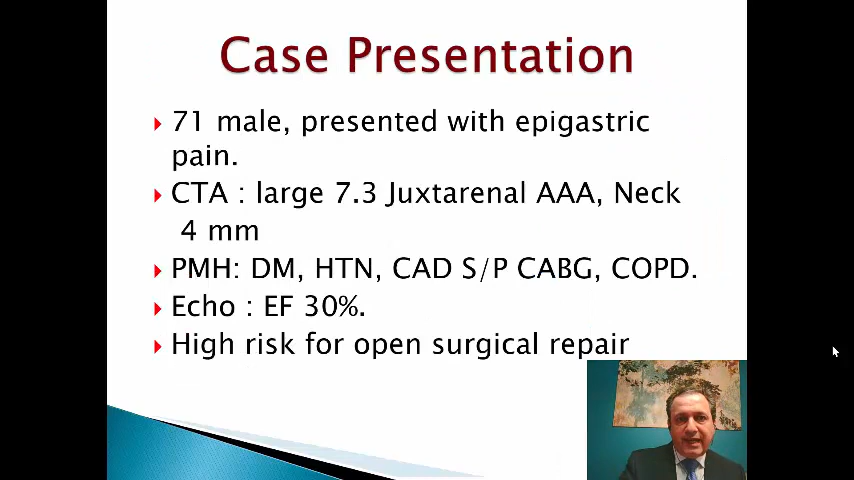 Case Presentation
71 male, presented with epigastric
pain.
CTA : large 7.3 Juxtarenal AAA, Neck
4 mm
PMH: DM, HTN, CAD S/P CABG, COPD.
Echo : EF 30%.
High risk for open surgical repair